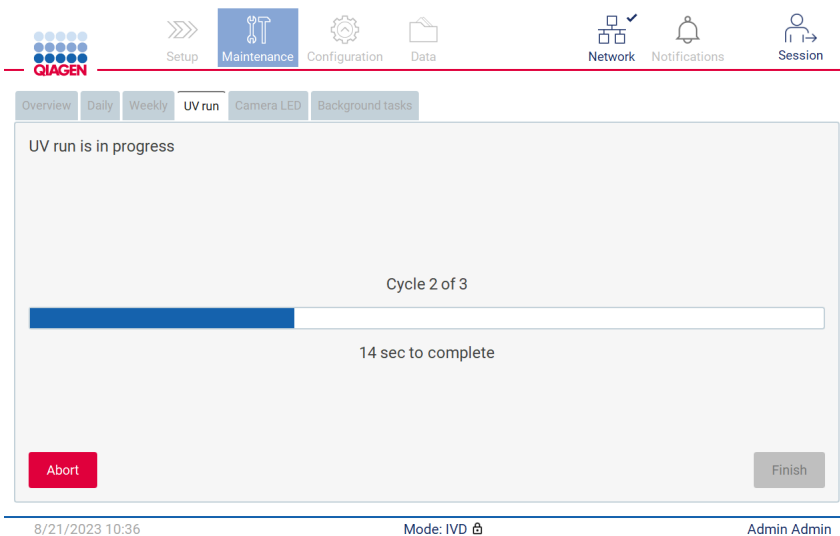 QIAGEN
Setup
Maintenance
Configuration
Data
Network
Notifications
Session
Overview
Daily
Weekly
UV run
Camera LED
Background tasks
UV run is in progress
Cycle 2 of 3
14 sec to complete
Abort
Finish
8/21/2023 10:36
Mode: IVD
Admin Admin